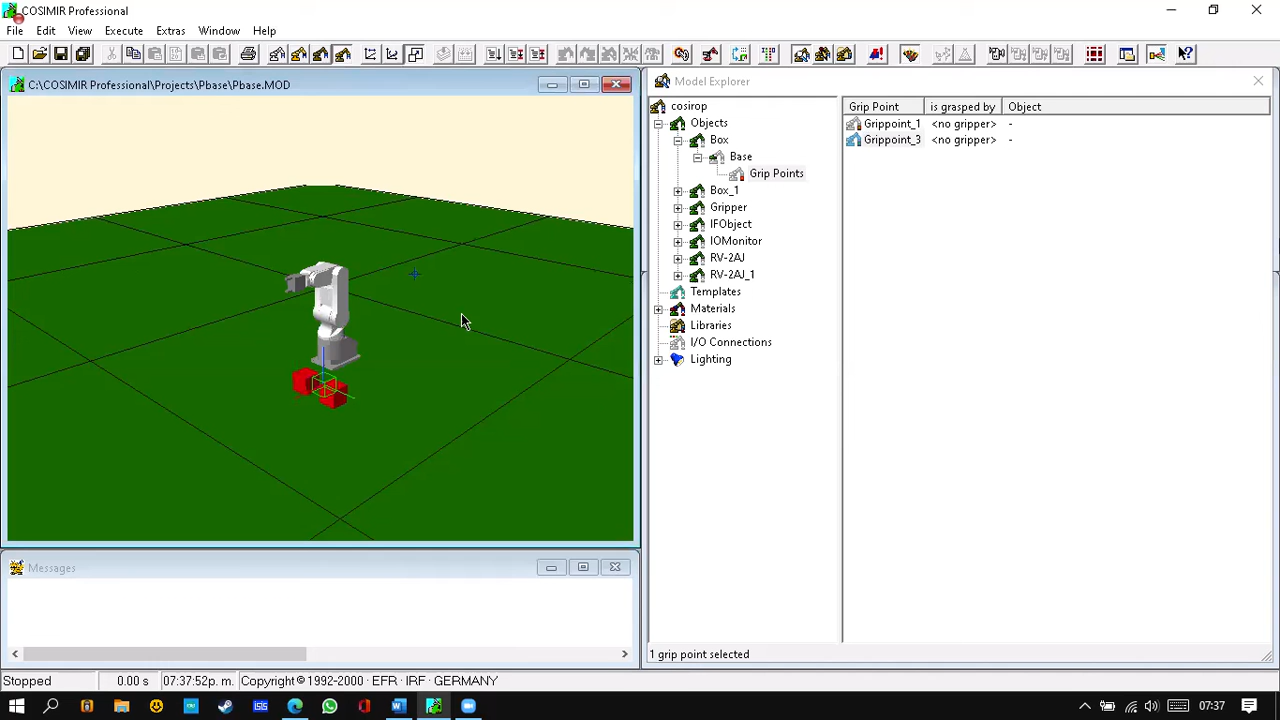 COSIMIR Professional
File Edit View Execute Extras Window Help
C:\COSIMIR Professional\Projects\Pbase\Pbase.MOD
Model Explorer
cosirop
Objects
Box
Base
Grip Points
Box_1
Gripper
IFObject
IOMonitor
RV-2AJ
RV-2AJ_1
Templates
Materials
Libraries
I/O Connections
Lighting
Grip Point is grasped by Object
Grippoint_1 <no gripper> -
Grippoint_3 <no gripper> -
Messages
1 grip point selected
Stopped 0.00 s 07:37:52p. m. Copyright © 1992-2000 · EFR · IRF · GERMANY
07:37